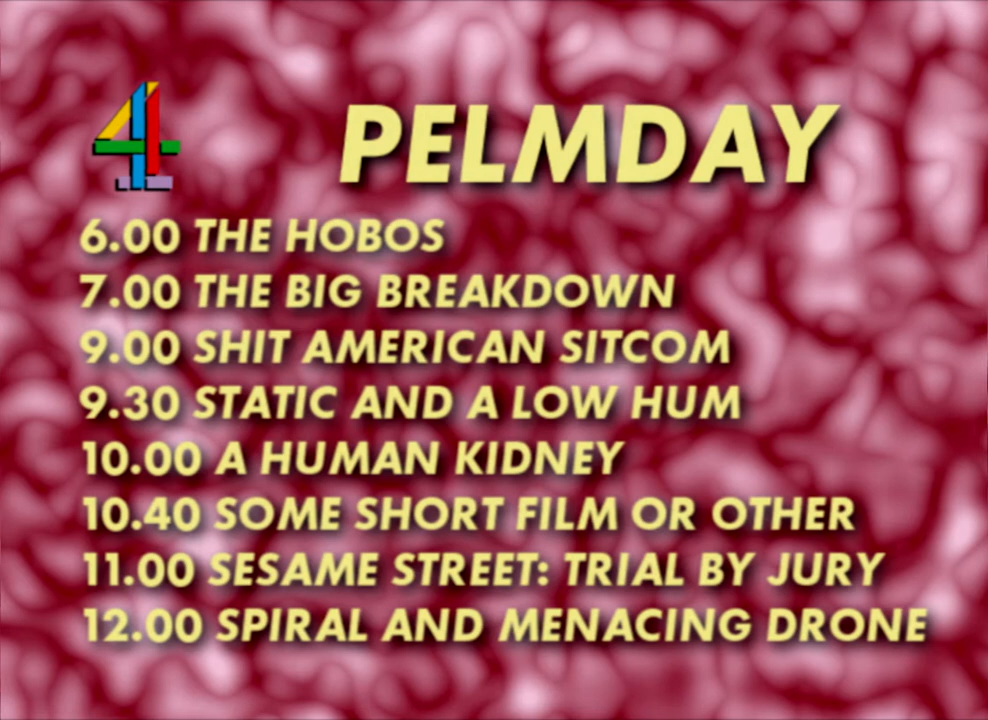 4
PELMDAY
6.00 THE HOBOS
7.00 THE BIG BREAKDOWN
9.00 SHIT AMERICAN SITCOM
9.30 STATIC AND A LOW HUM
10.00 A HUMAN KIDNEY
10.40 SOME SHORT FILM OR OTHER
11.00 SESAME STREET: TRIAL BY JURY
12.00 SPIRAL AND MENACING DRONE